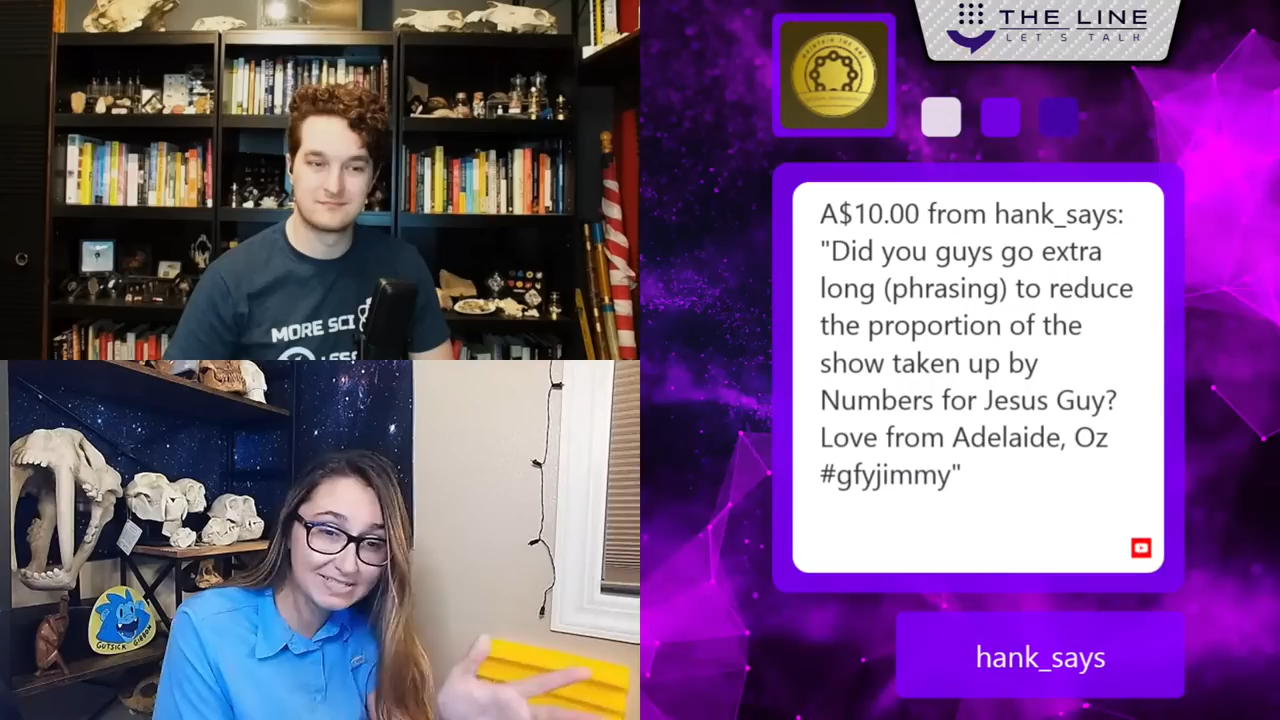 THE LINE
LET'S TALK
A$10.00 from hank_says:
"Did you guys go extra
long (phrasing) to reduce
the proportion of the
show taken up by
Numbers for Jesus Guy?
Love from Adelaide, Oz
#gfyjimmy"
hank_says
MORE SCI
LESS
GUTSICK GIBBON